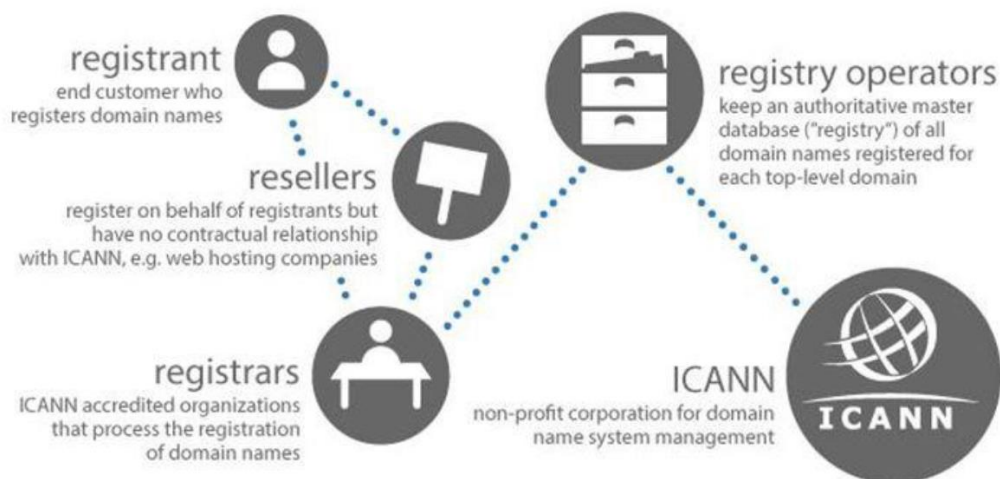 registrant
end customer who
registers domain names
resellers
register on behalf of registrants but
have no contractual relationship
with ICANN, e.g. web hosting companies
registrars
ICANN accredited organizations
that process the registration
of domain names
registry operators
keep an authoritative master
database ("registry") of all
domain names registered for
each top-level domain
ICANN
non-profit corporation for domain
name system management
ICANN